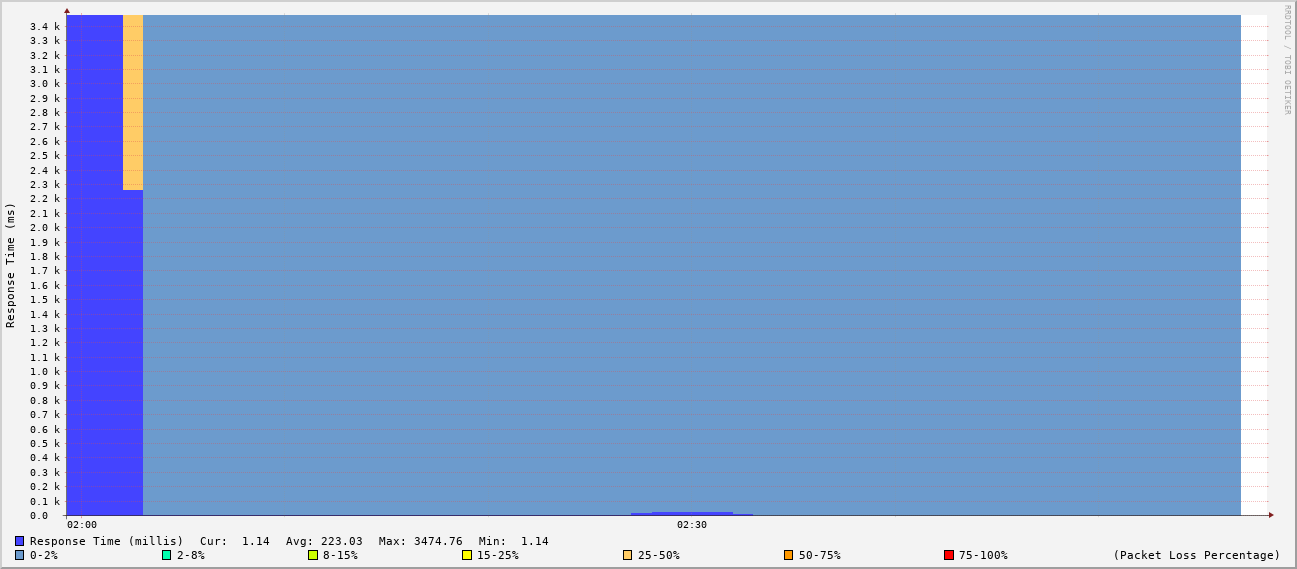 RRDTOOL / TOBI OETIKER
Response Time (ms)
3.4 k
3.3 k
3.2 k
3.1 k
3.0 k
2.9 k
2.8 k
2.7 k
2.6 k
2.5 k
2.4 k
2.3 k
2.2 k
2.1 k
2.0 k
1.9 k
1.8 k
1.7 k
1.6 k
1.5 k
1.4 k
1.3 k
1.2 k
1.1 k
1.0 k
0.9 k
0.8 k
0.7 k
0.6 k
0.5 k
0.4 k
0.3 k
0.2 k
0.1 k
0.0
02:00 02:30
Response Time (millis) Cur: 1.14 Avg: 223.03 Max: 3474.76 Min: 1.14
0-2% 2-8% 8-15% 15-25% 25-50% 50-75% 75-100% (Packet Loss Percentage)